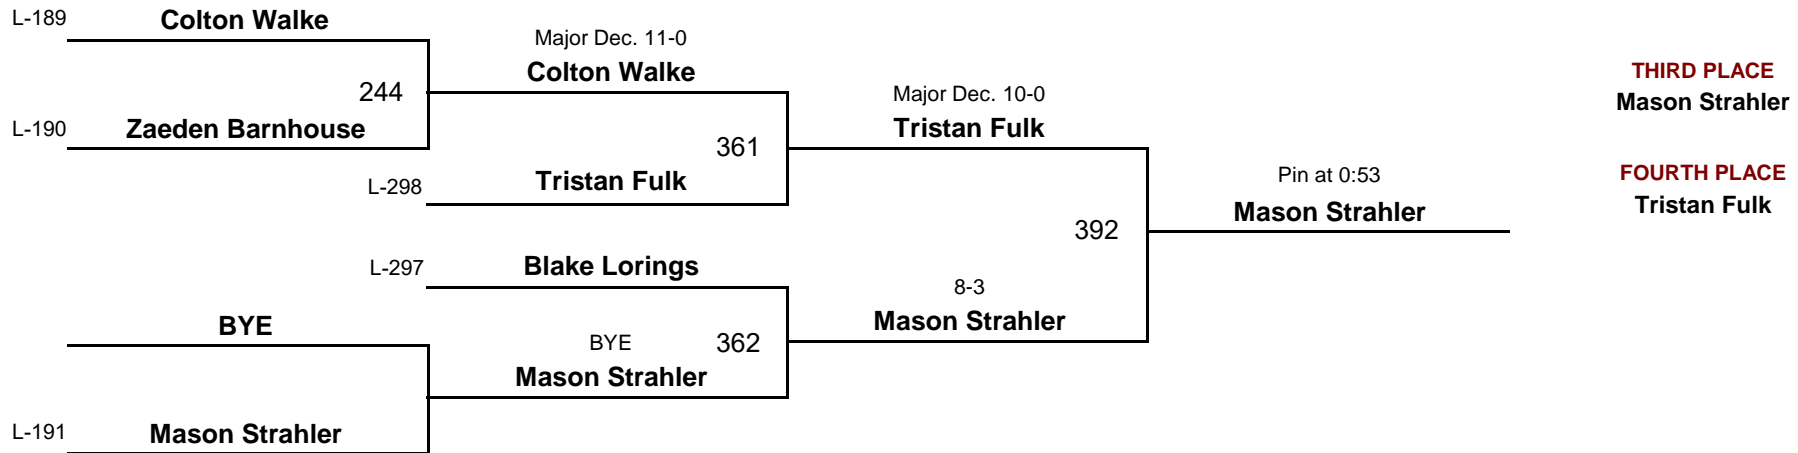 L-189
Colton Walke
244
L-190
Zaeden Barnhouse
Major Dec. 11-0
Colton Walke
361
L-298
Tristan Fulk
Major Dec. 10-0
Tristan Fulk
392
L-297
Blake Lorings
8-3
Mason Strahler
BYE
BYE
362
Mason Strahler
L-191
Mason Strahler
Pin at 0:53
Mason Strahler
THIRD PLACE
Mason Strahler
FOURTH PLACE
Tristan Fulk